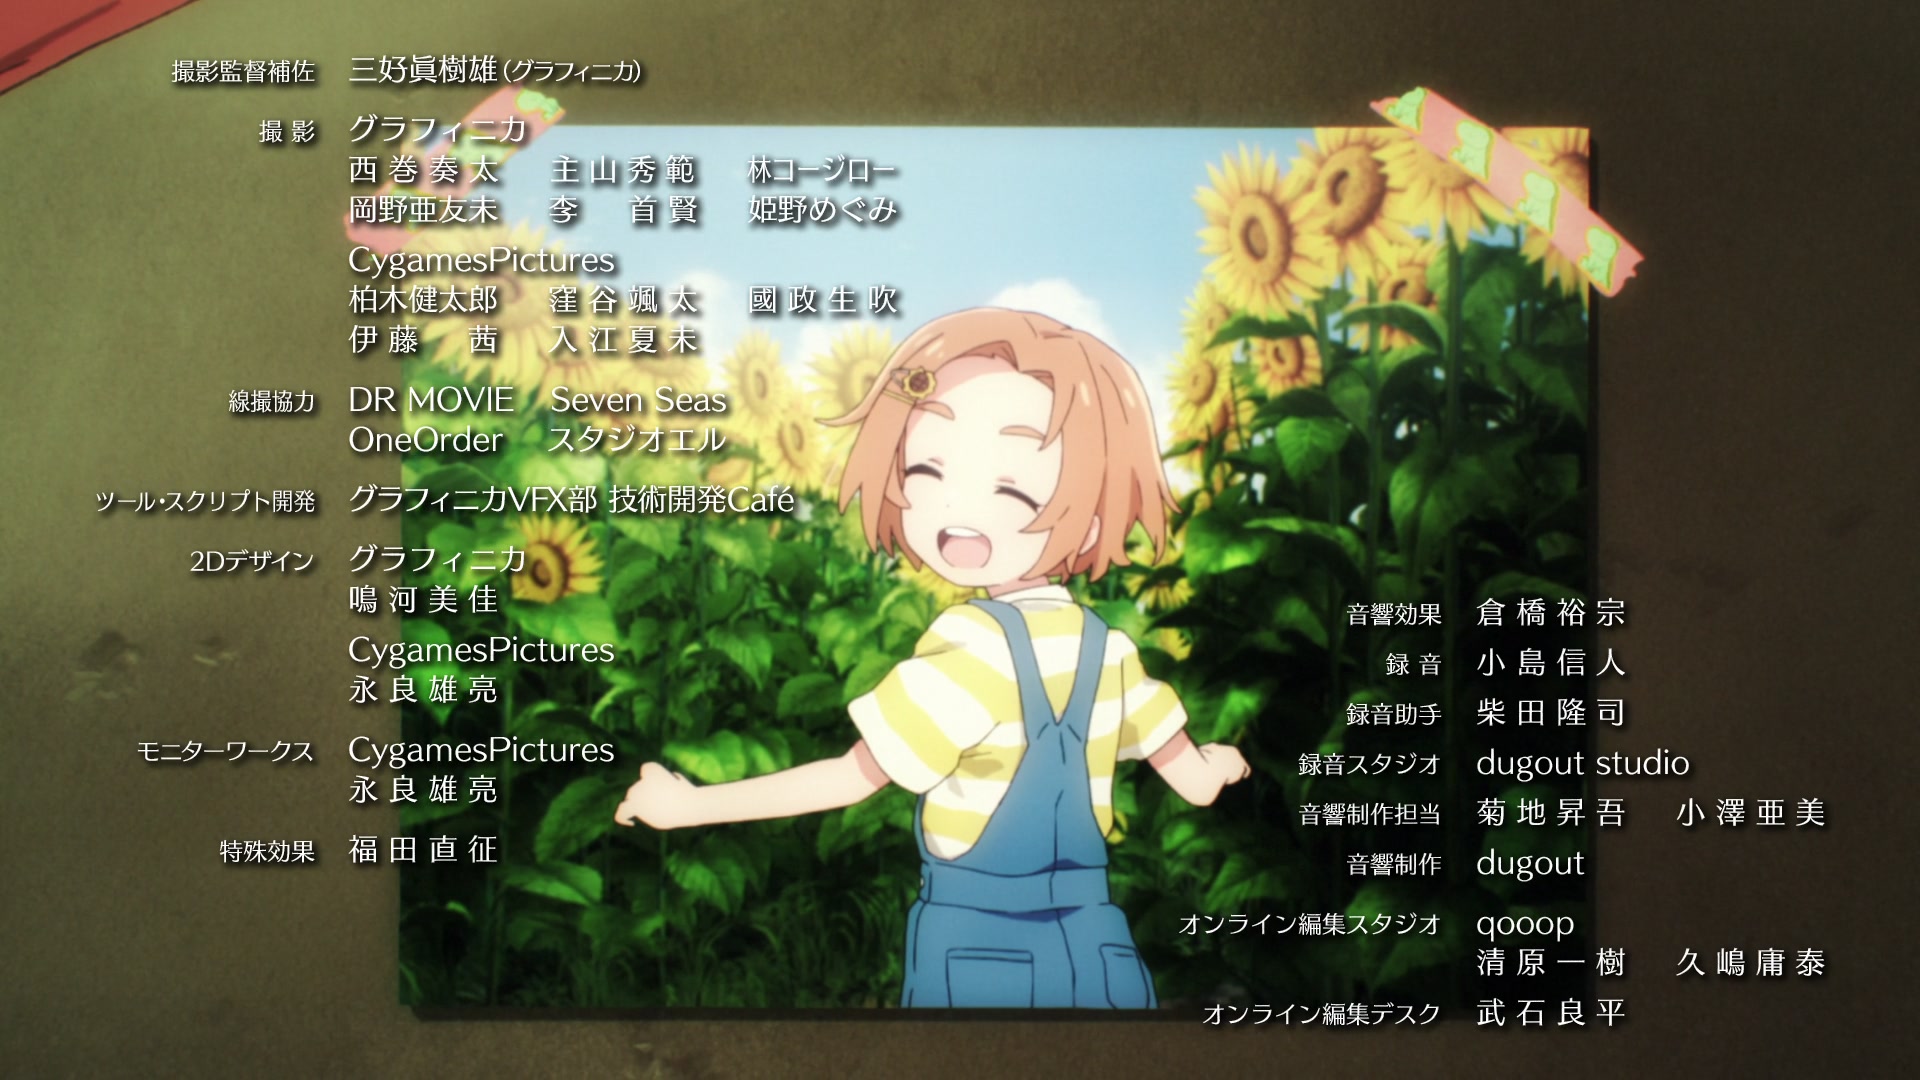 撮影監督補佐 三好眞樹雄(グラフィニカ)
撮 影 グラフィニカ
西巻奏太 主山秀範 林コージロー
岡野亜友未 李 首賢 姫野めぐみ
CygamesPictures
柏木健太郎 窪谷颯太 國政生吹
伊藤 茜 入江夏未
線撮協力 DR MOVIE Seven Seas
OneOrder スタジオエル
ツール・スクリプト開発 グラフィニカVFX部 技術開発Café
2Dデザイン グラフィニカ
鳴河美佳
CygamesPictures
永良雄亮
モニターワークス CygamesPictures
永良雄亮
特殊効果 福田直征
音響効果 倉橋裕宗
録 音 小島信人
録音助手 柴田隆司
録音スタジオ dugout studio
音響制作担当 菊地昇吾 小澤亜美
音響制作 dugout
オンライン編集スタジオ qooop
清原一樹 久嶋庸泰
オンライン編集デスク 武石良平